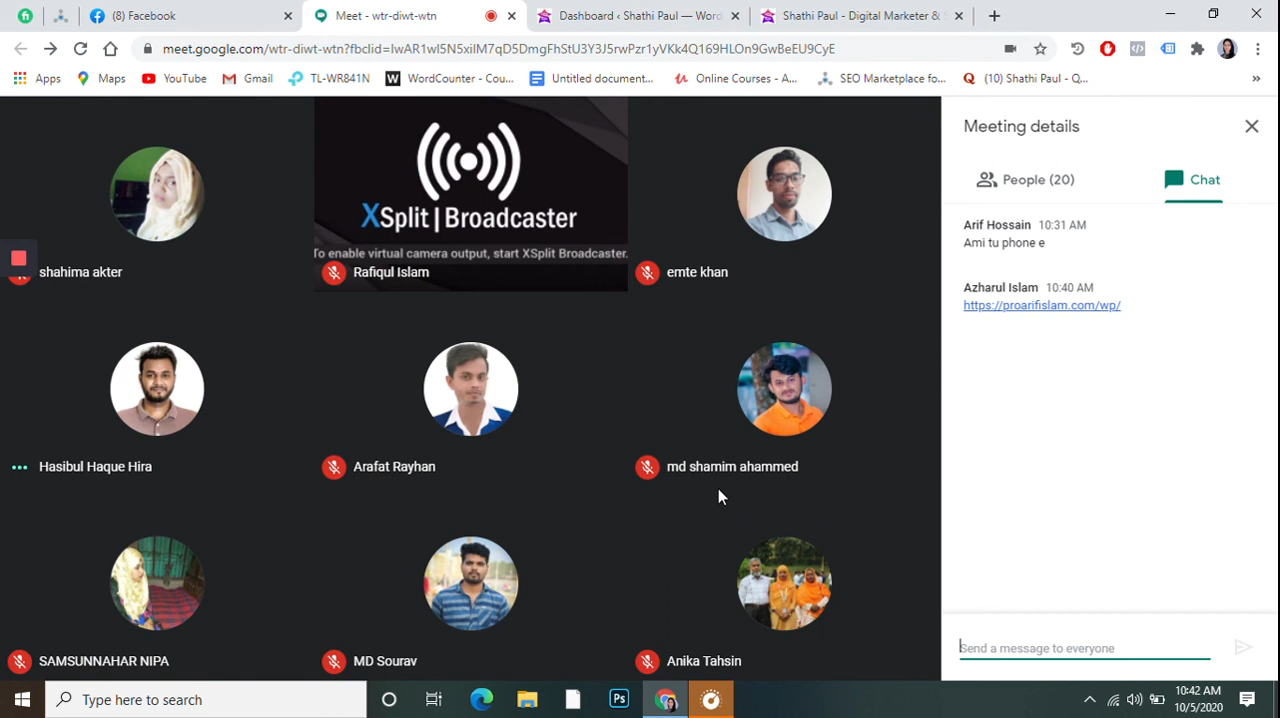 (8) Facebook
Meet - wtr-diwt-wtn
Dashboard ‹ Shathi Paul — Word
Shathi Paul - Digital Marketer & S
meet.google.com/wtr-diwt-wtn?fbclid=IwAR1wI5N5xilM7qD5DmgFhStU3Y3J5rwPzr1yVKk4Q169HLOn9GwBeEU9CyE
Apps
Maps
YouTube
Gmail
TL-WR841N
WordCounter - Cou...
Untitled document...
Online Courses - A...
SEO Marketplace fo...
(10) Shathi Paul - Q...
»
XSplit | Broadcaster
To enable virtual camera output, start XSplit Broadcaster.
shahima akter
Rafiqul Islam
emte khan
Hasibul Haque Hira
Arafat Rayhan
md shamim ahammed
SAMSUNNAHAR NIPA
MD Sourav
Anika Tahsin
Meeting details
People (20)
Chat
Arif Hossain 10:31 AM
Ami tu phone e
Azharul Islam 10:40 AM
https://proarifislam.com/wp/
Send a message to everyone
Type here to search
Ps
10:42 AM
10/5/2020